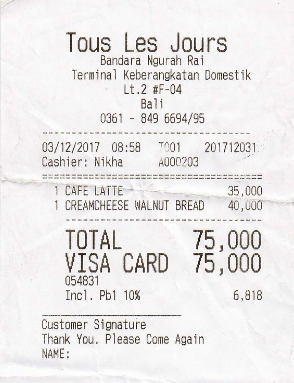 Tous Les Jours
Bandara Ngurah Rai
Terminal Keberangkatan Domestik
Lt.2 #F-04
Bali
0361 - 849 6694/95
03/12/2017 08:58 T001 201712031
Cashier: Nikha A000203
1 CAFE LATTE 35,000
1 CREAMCHEESE WALNUT BREAD 40,000
TOTAL 75,000
VISA CARD 75,000
054831
Incl. Pb1 10% 6,818
Customer Signature
Thank You. Please Come Again
NAME: